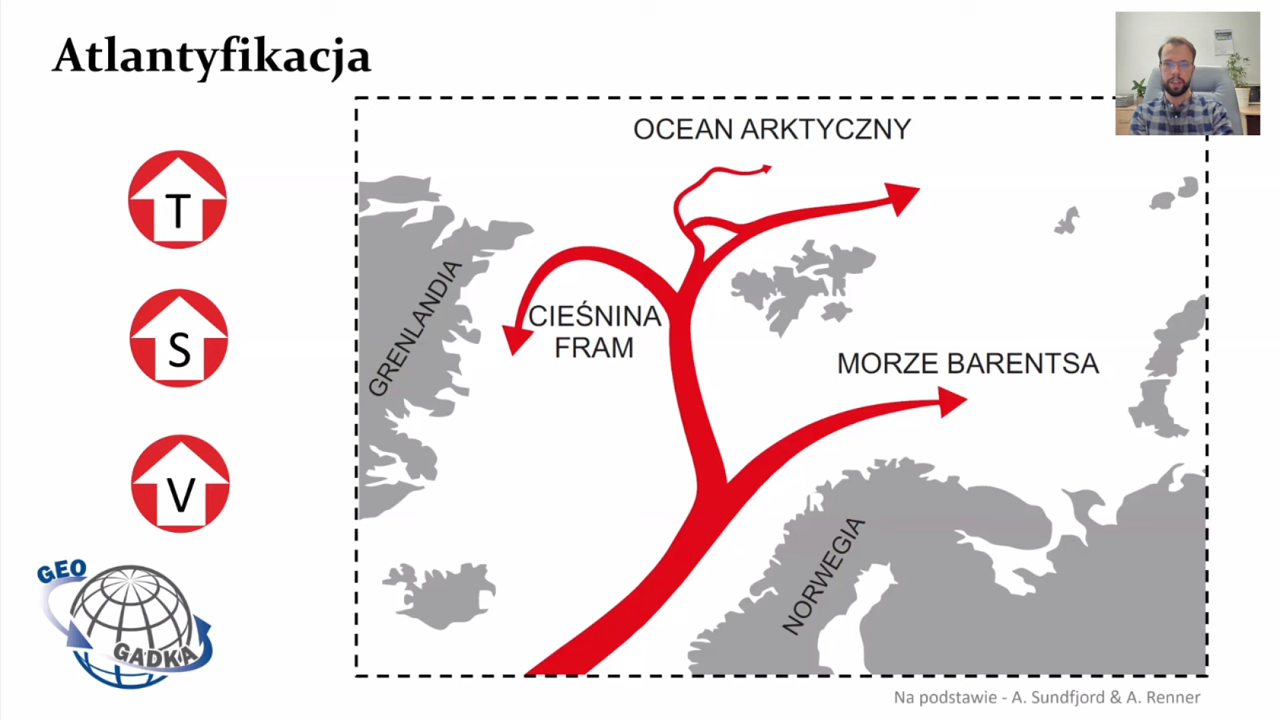 Atlantyfikacja
OCEAN ARKTYCZNY
T
GRENLANDIA
CIEŚNINA
FRAM
S
MORZE BARENTSA
V
NORWEGIA
GEO
GADKA
Na podstawie - A. Sundfjord & A. Renner